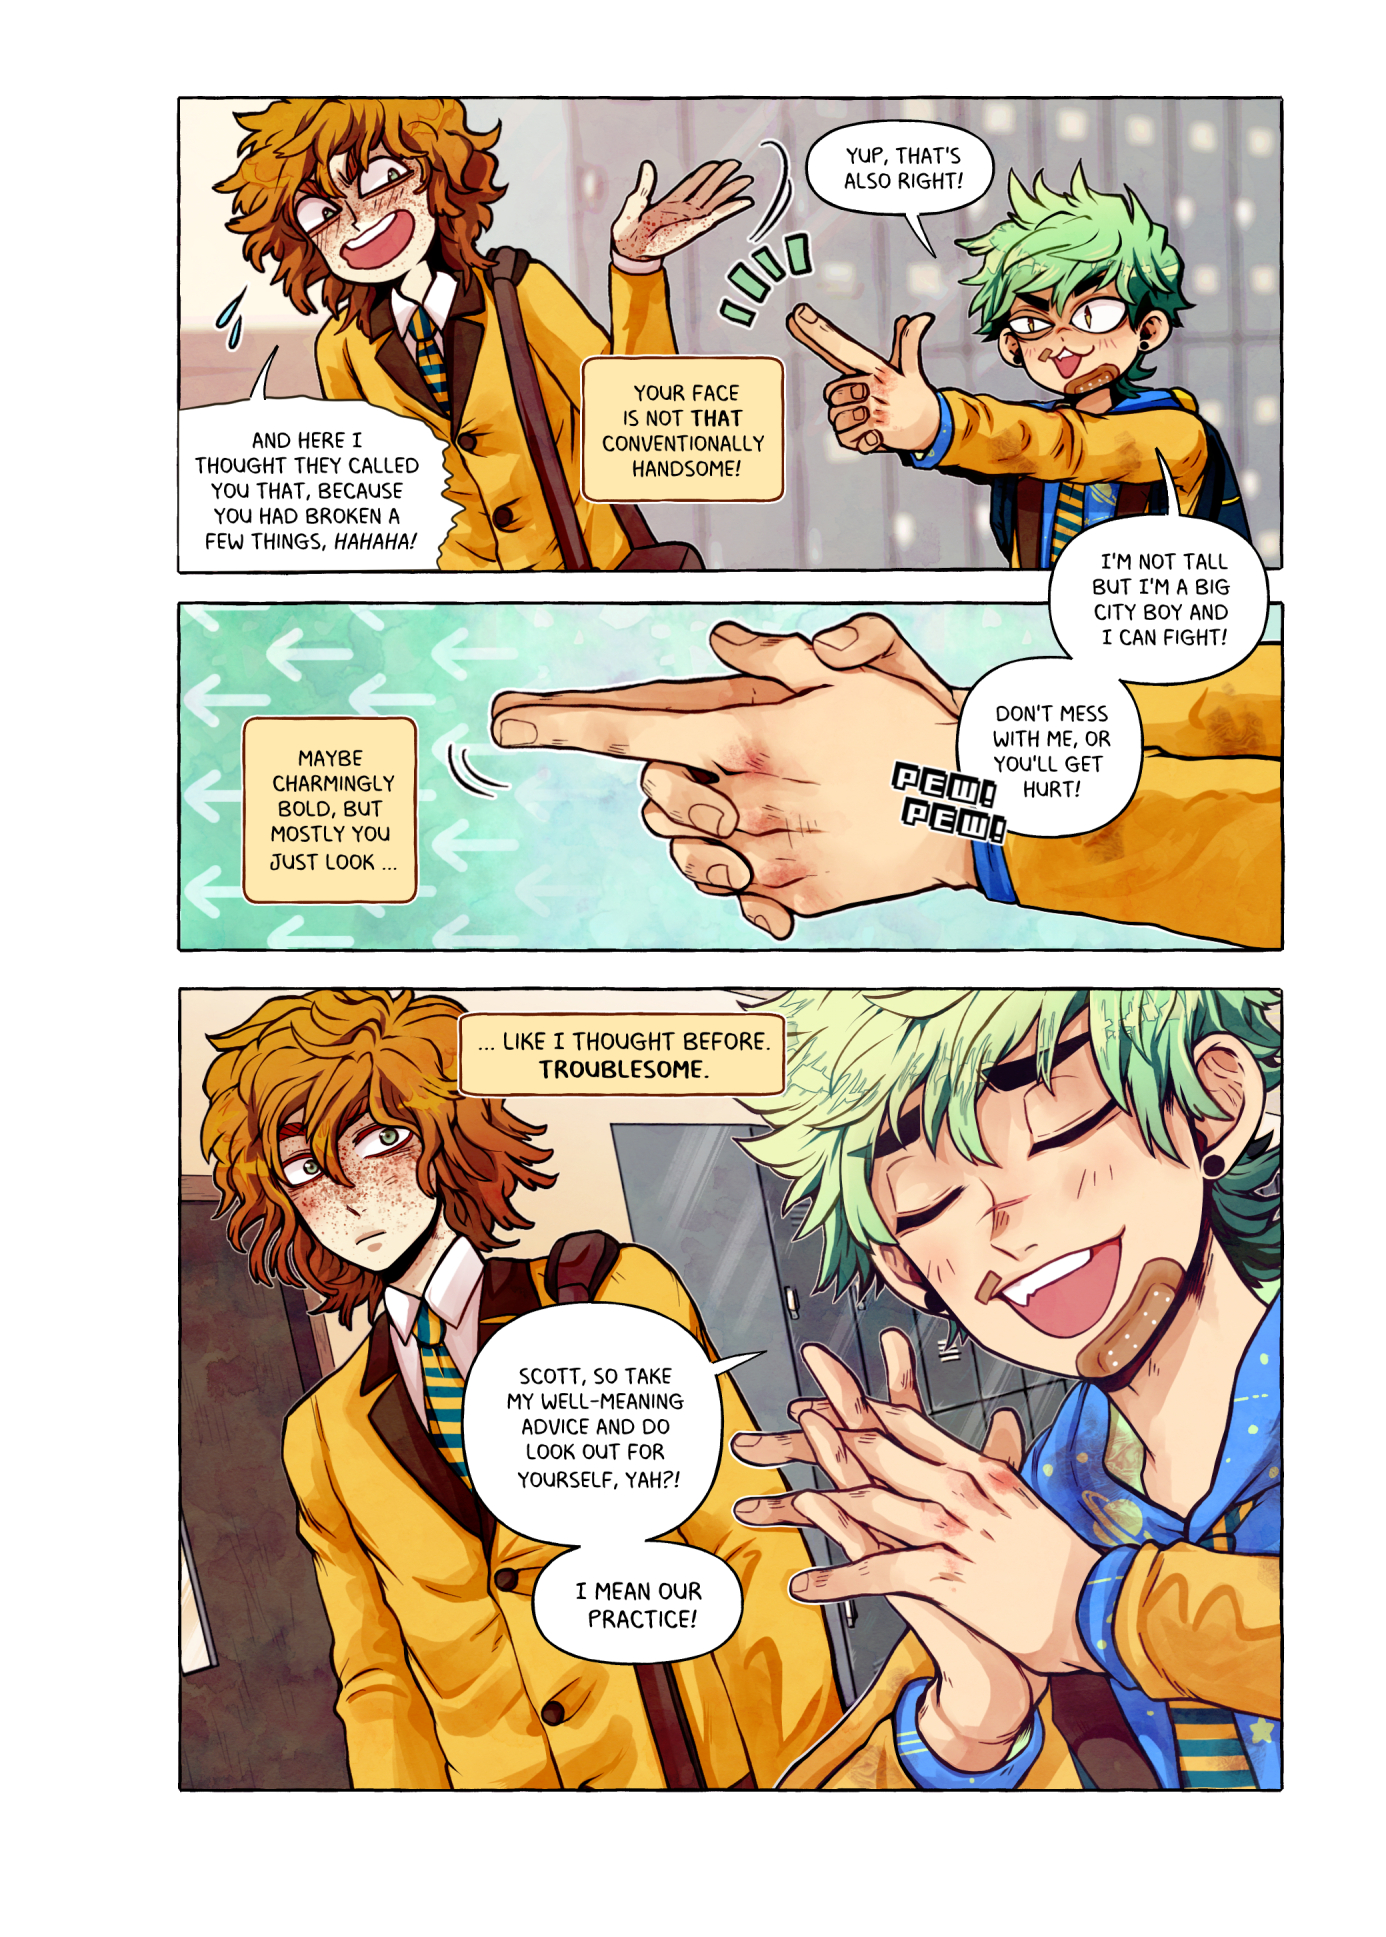 AND HERE I
THOUGHT THEY CALLED
YOU THAT, BECAUSE
YOU HAD BROKEN A
FEW THINGS, HAHAHA!
YOUR FACE
IS NOT THAT
CONVENTIONALLY
HANDSOME!
YUP, THAT'S
ALSO RIGHT!
I'M NOT TALL
BUT I'M A BIG
CITY BOY AND
I CAN FIGHT!
DON'T MESS
WITH ME, OR
YOU'LL GET
HURT!
PEW!
PEW!
MAYBE
CHARMINGLY
BOLD, BUT
MOSTLY YOU
JUST LOOK ...
... LIKE I THOUGHT BEFORE.
TROUBLESOME.
SCOTT, SO TAKE
MY WELL-MEANING
ADVICE AND DO
LOOK OUT FOR
YOURSELF, YAH?!
I MEAN OUR
PRACTICE!